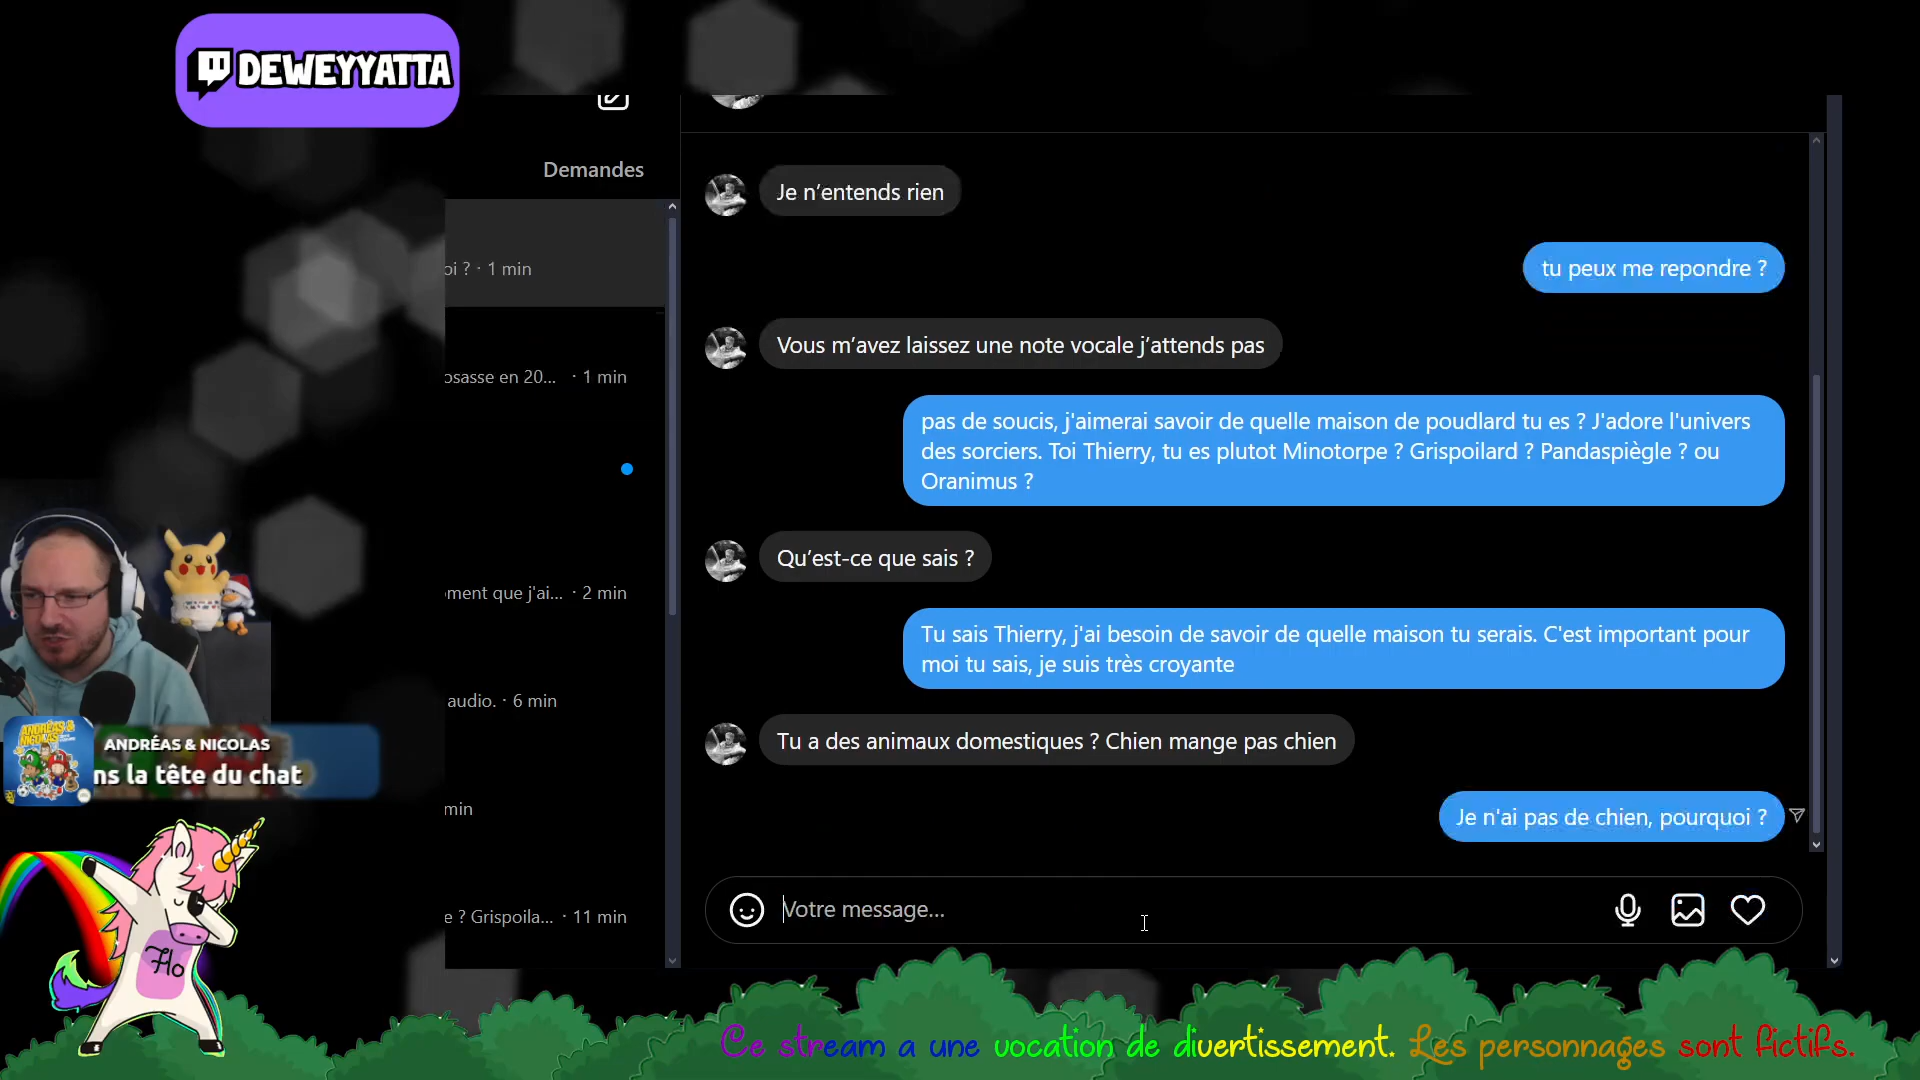 DEWEYYATTA
Demandes
Je n’entends rien
oi ? · 1 min
tu peux me repondre ?
Vous m’avez laissez une note vocale j’attends pas
osasse en 20... · 1 min
pas de soucis, j'aimerai savoir de quelle maison de poudlard tu es ? J'adore l'univers
des sorciers. Toi Thierry, tu es plutot Minotorpe ? Grispoilard ? Pandaspiègle ? ou
Oranimus ?
Qu’est-ce que sais ?
ment que j'ai... · 2 min
Tu sais Thierry, j'ai besoin de savoir de quelle maison tu serais. C'est important pour
moi tu sais, je suis très croyante
audio. · 6 min
Tu a des animaux domestiques ? Chien mange pas chien
ANDRÉAS & NICOLAS
ns la tête du chat
min
Je n'ai pas de chien, pourquoi ?
e ? Grispoila... · 11 min
Votre message...
Flo
Ce stream a une vocation de divertissement. Les personnages sont fictifs.